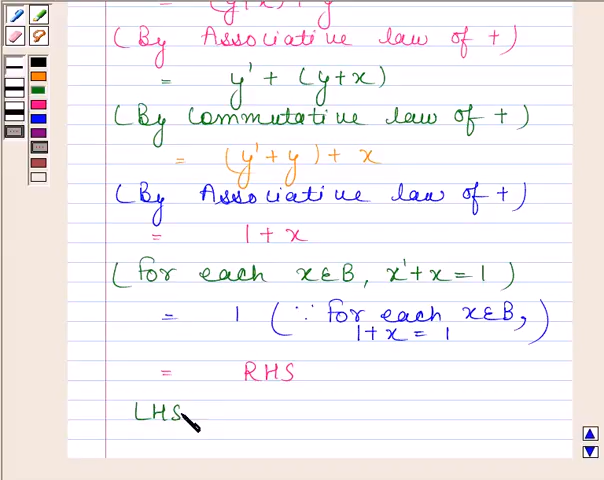 = (y+x) + y'
(By Associative law of +)
= y' + (y+x)
(By Commutative law of +)
= (y'+y)+x
(By Associative law of +)
= 1+x
(for each x∈B, x'+x=1)
= 1 (∵ for each x∈B,
1+x = 1)
= RHS
LHS